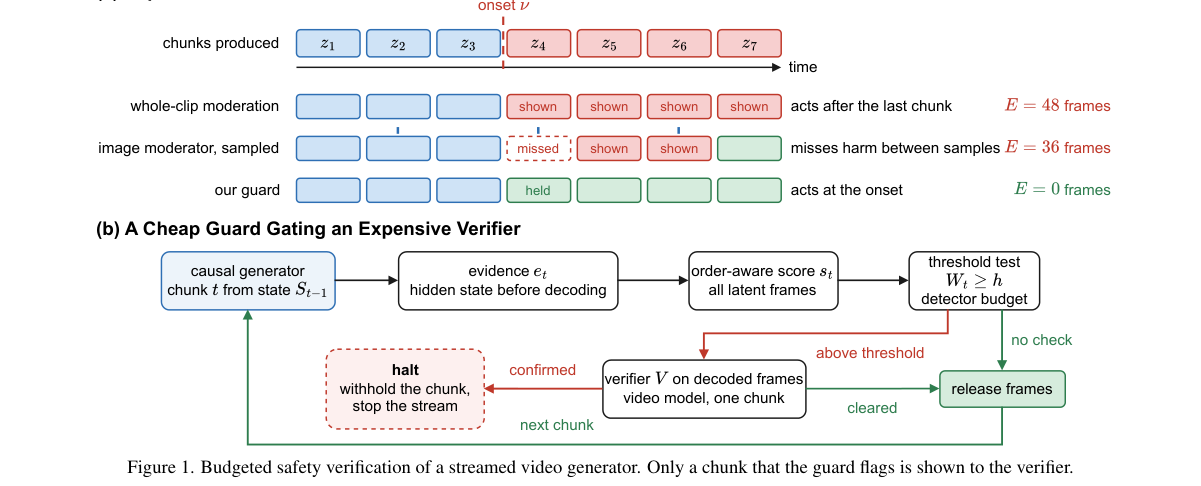 onset ν
chunks produced z₁ z₂ z₃ z₄ z₅ z₆ z₇
time
whole-clip moderation shown shown shown shown acts after the last chunk E = 48 frames
image moderator, sampled missed shown shown misses harm between samples E = 36 frames
our guard held acts at the onset E = 0 frames
(b) A Cheap Guard Gating an Expensive Verifier
causal generator
chunk t from state Sₜ₋₁
evidence eₜ
hidden state before decoding
order-aware score sₜ
all latent frames
threshold test
Wₜ ≥ h
detector budget
above threshold
no check
halt
withhold the chunk,
stop the stream
confirmed
verifier V on decoded frames
video model, one chunk
cleared
release frames
next chunk
Figure 1. Budgeted safety verification of a streamed video generator. Only a chunk that the guard flags is shown to the verifier.